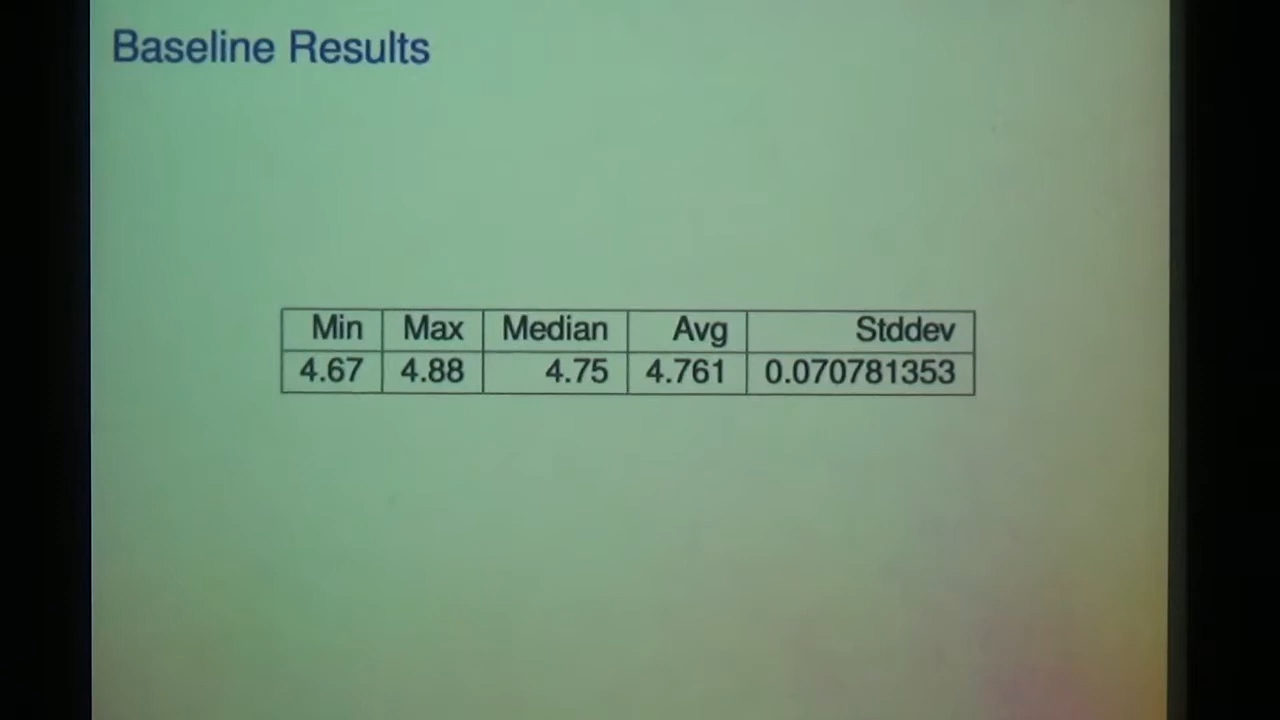 Baseline Results
Min Max Median Avg Stddev
4.67 4.88 4.75 4.761 0.070781353